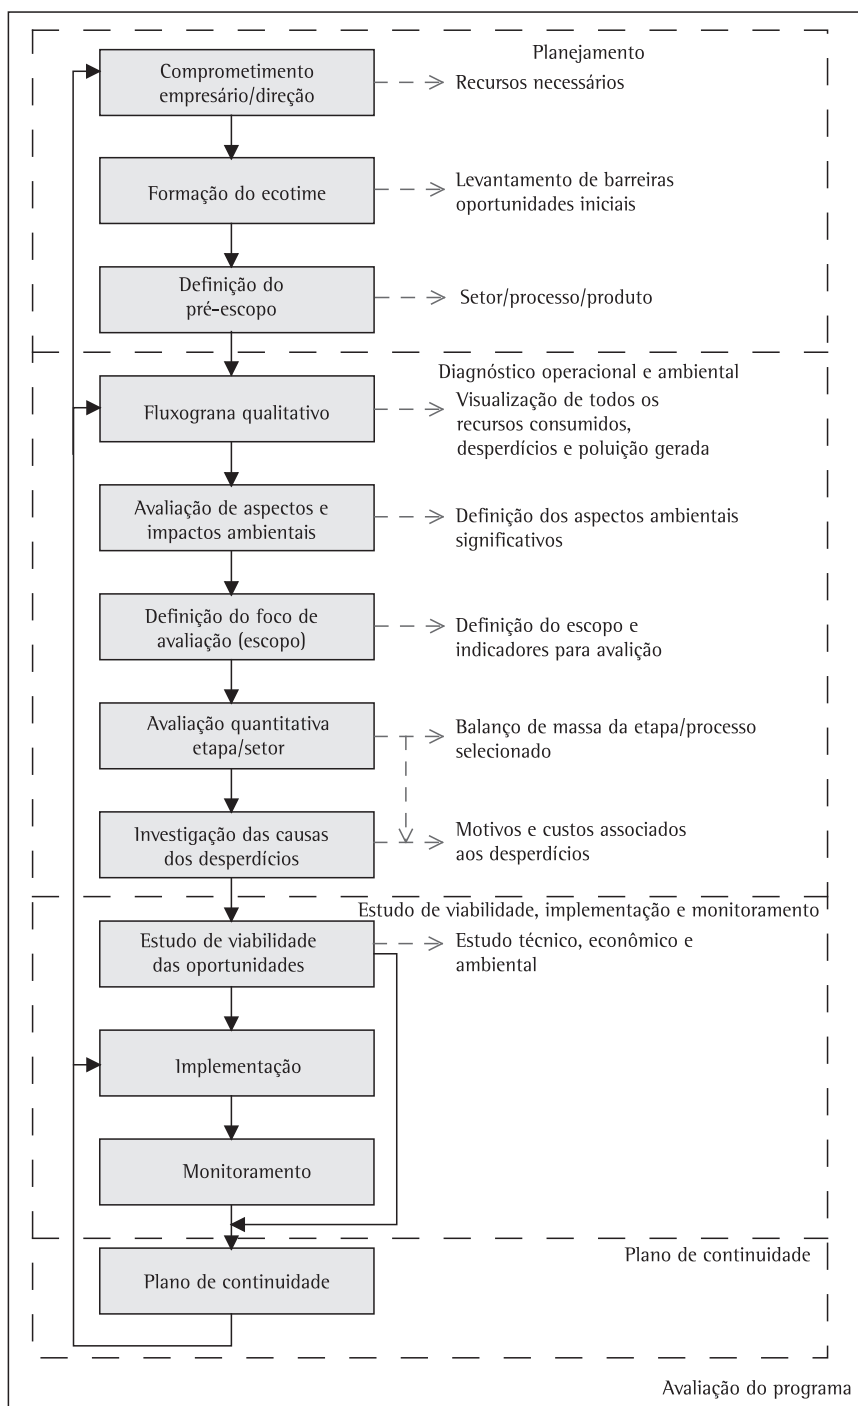 Planejamento
Comprometimento
empresário/direção
Recursos necessários
Formação do ecotime
Levantamento de barreiras
oportunidades iniciais
Definição do
pré-escopo
Setor/processo/produto
Diagnóstico operacional e ambiental
Fluxograna qualitativo
Visualização de todos os
recursos consumidos,
desperdícios e poluição gerada
Avaliação de aspectos e
impactos ambientais
Definição dos aspectos ambientais
significativos
Definição do foco de
avaliação (escopo)
Definição do escopo e
indicadores para avalição
Avaliação quantitativa
etapa/setor
Balanço de massa da etapa/processo
selecionado
Investigação das causas
dos desperdícios
Motivos e custos associados
aos desperdícios
Estudo de viabilidade, implementação e monitoramento
Estudo de viabilidade
das oportunidades
Estudo técnico, econômico e
ambiental
Implementação
Monitoramento
Plano de continuidade
Plano de continuidade
Avaliação do programa